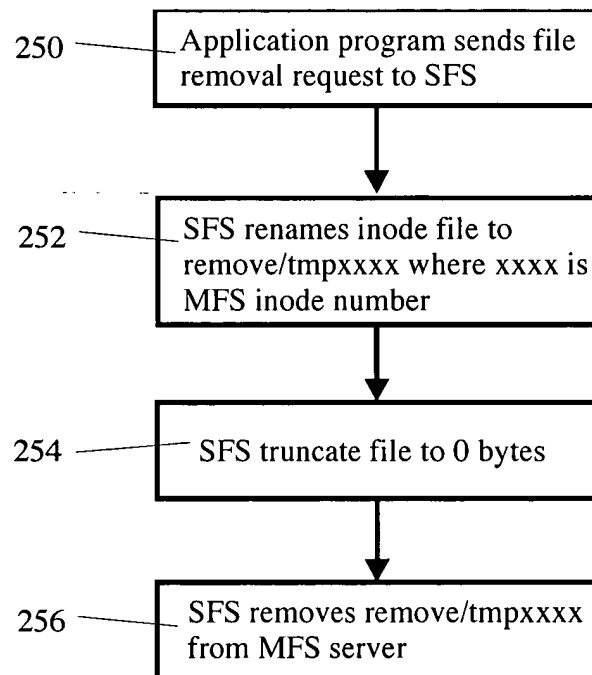 250
Application program sends file
removal request to SFS
252
SFS renames inode file to
remove/tmpxxxx where xxxx is
MFS inode number
254
SFS truncate file to 0 bytes
256
SFS removes remove/tmpxxxx
from MFS server